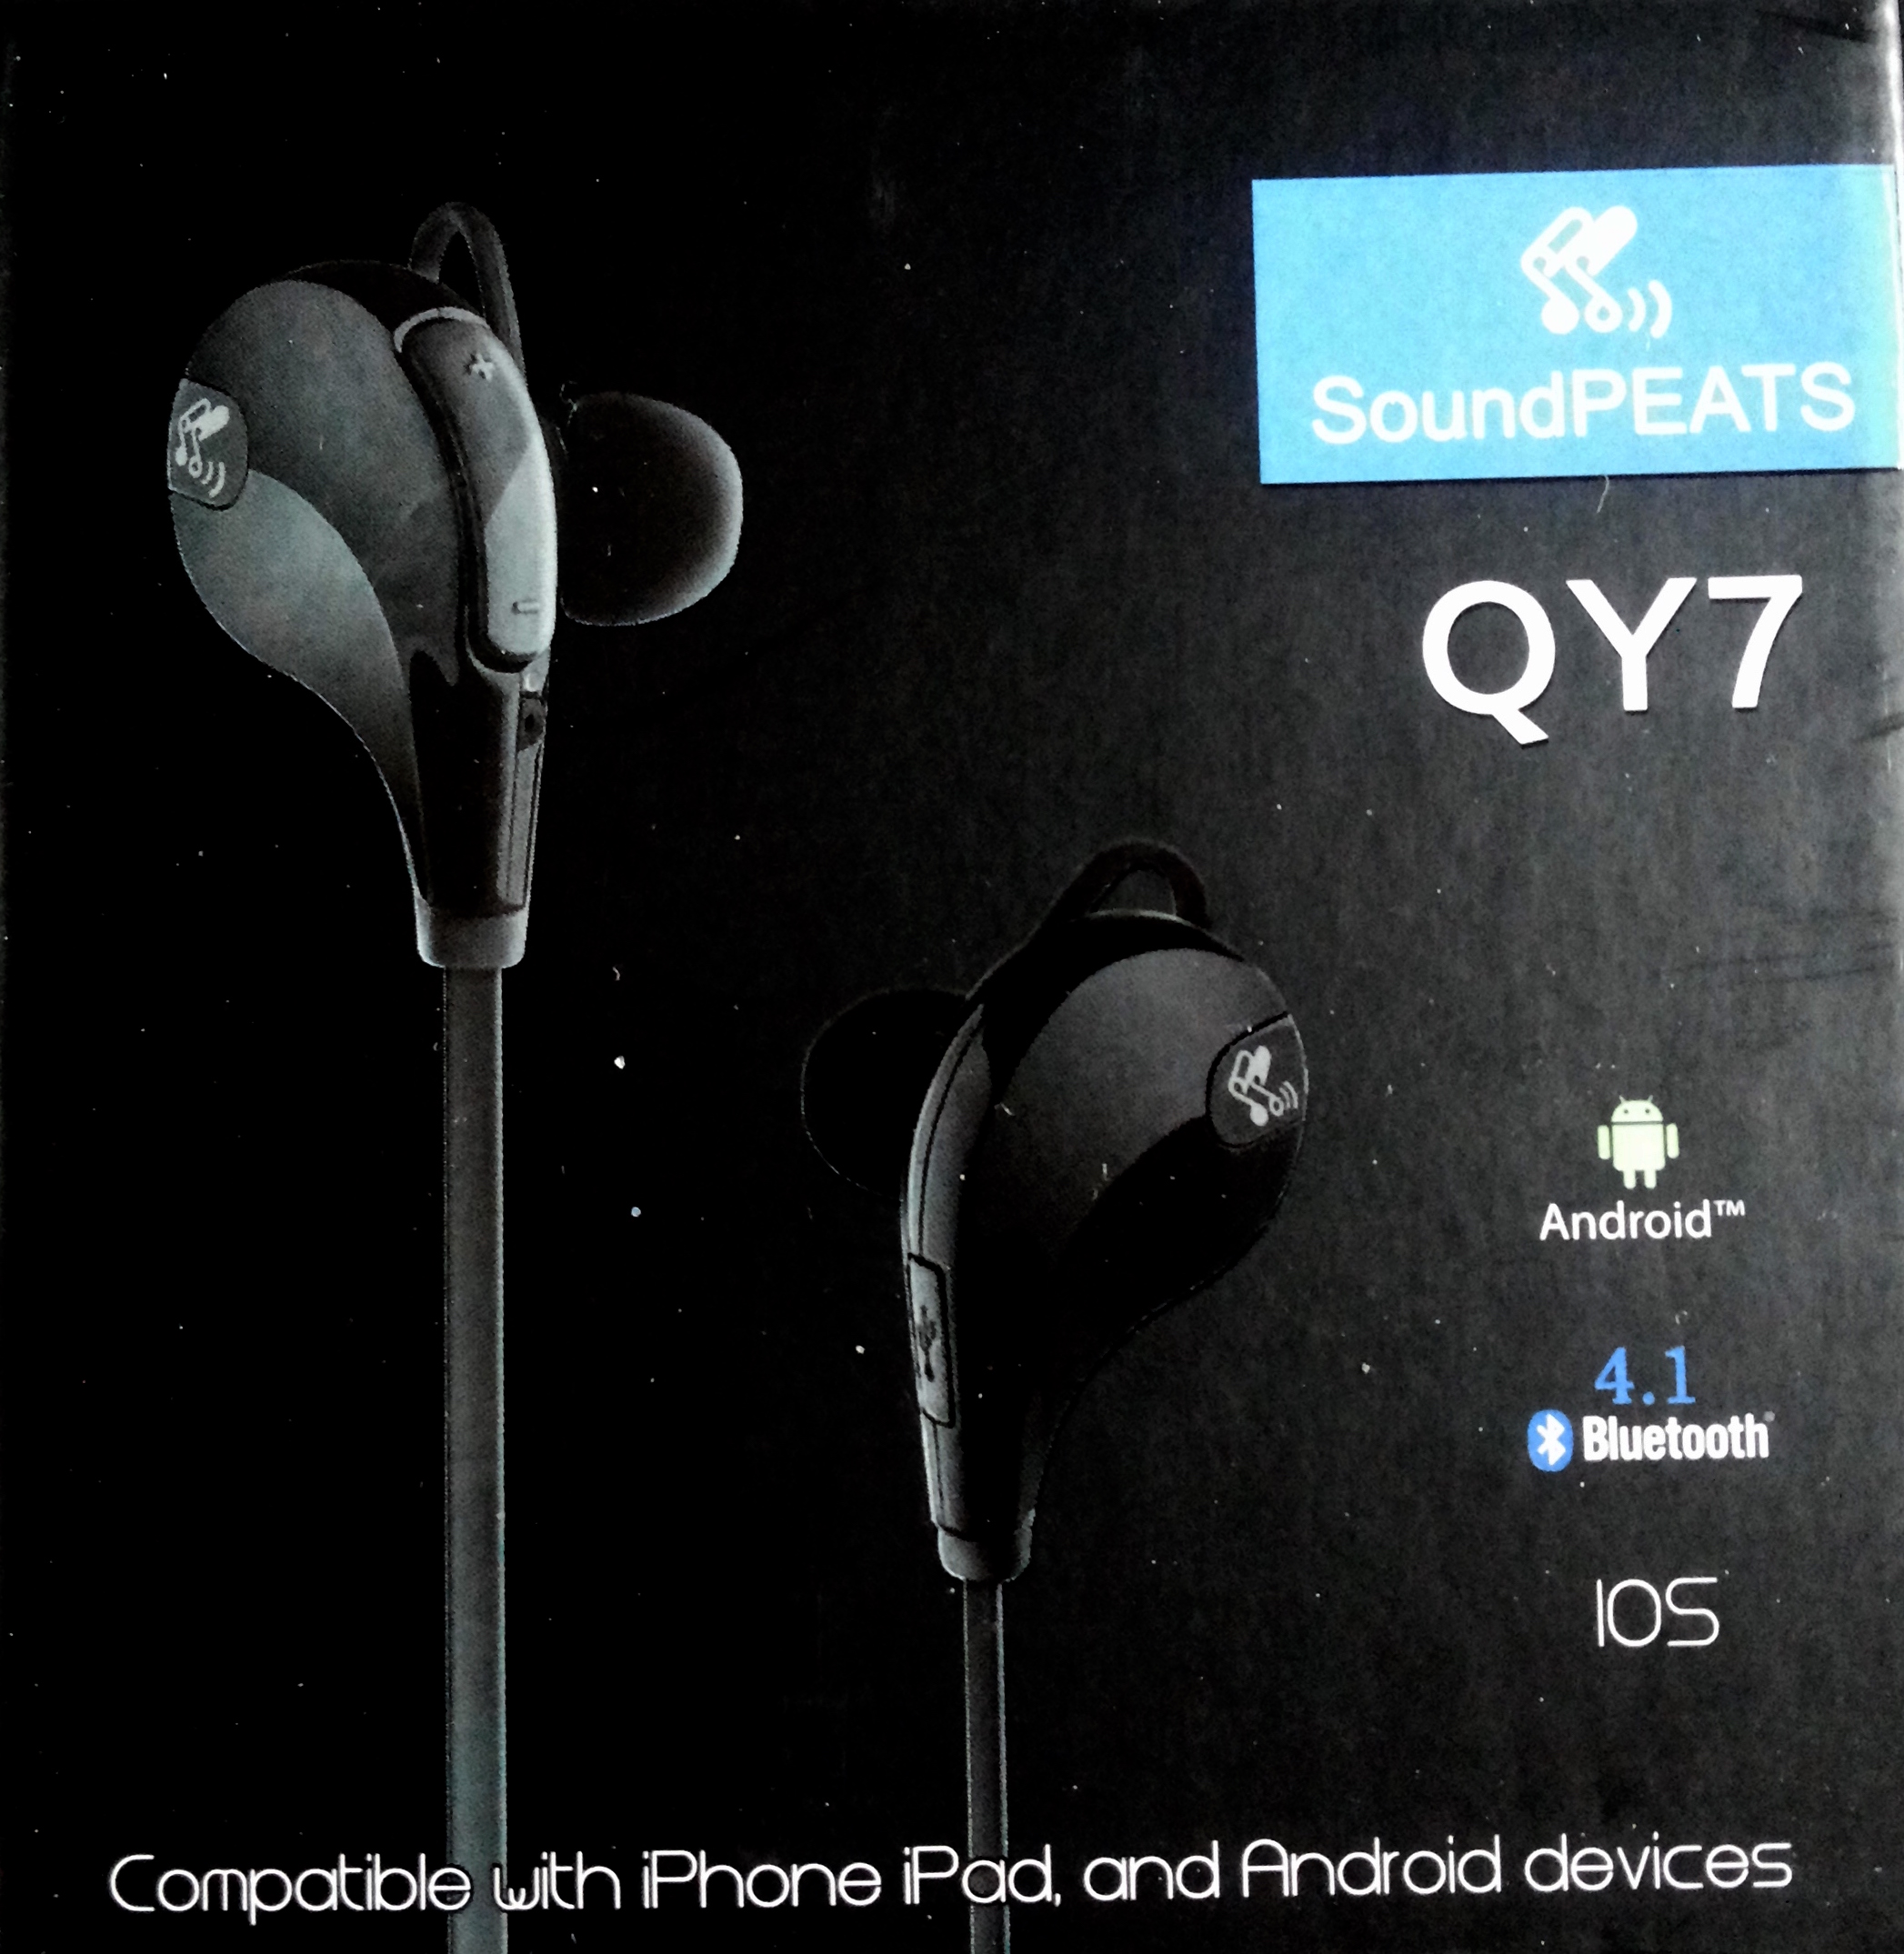 SoundPEATS
QY7
Android™
4.1
Bluetooth
IOS
Compatible with iPhone iPad, and Android devices